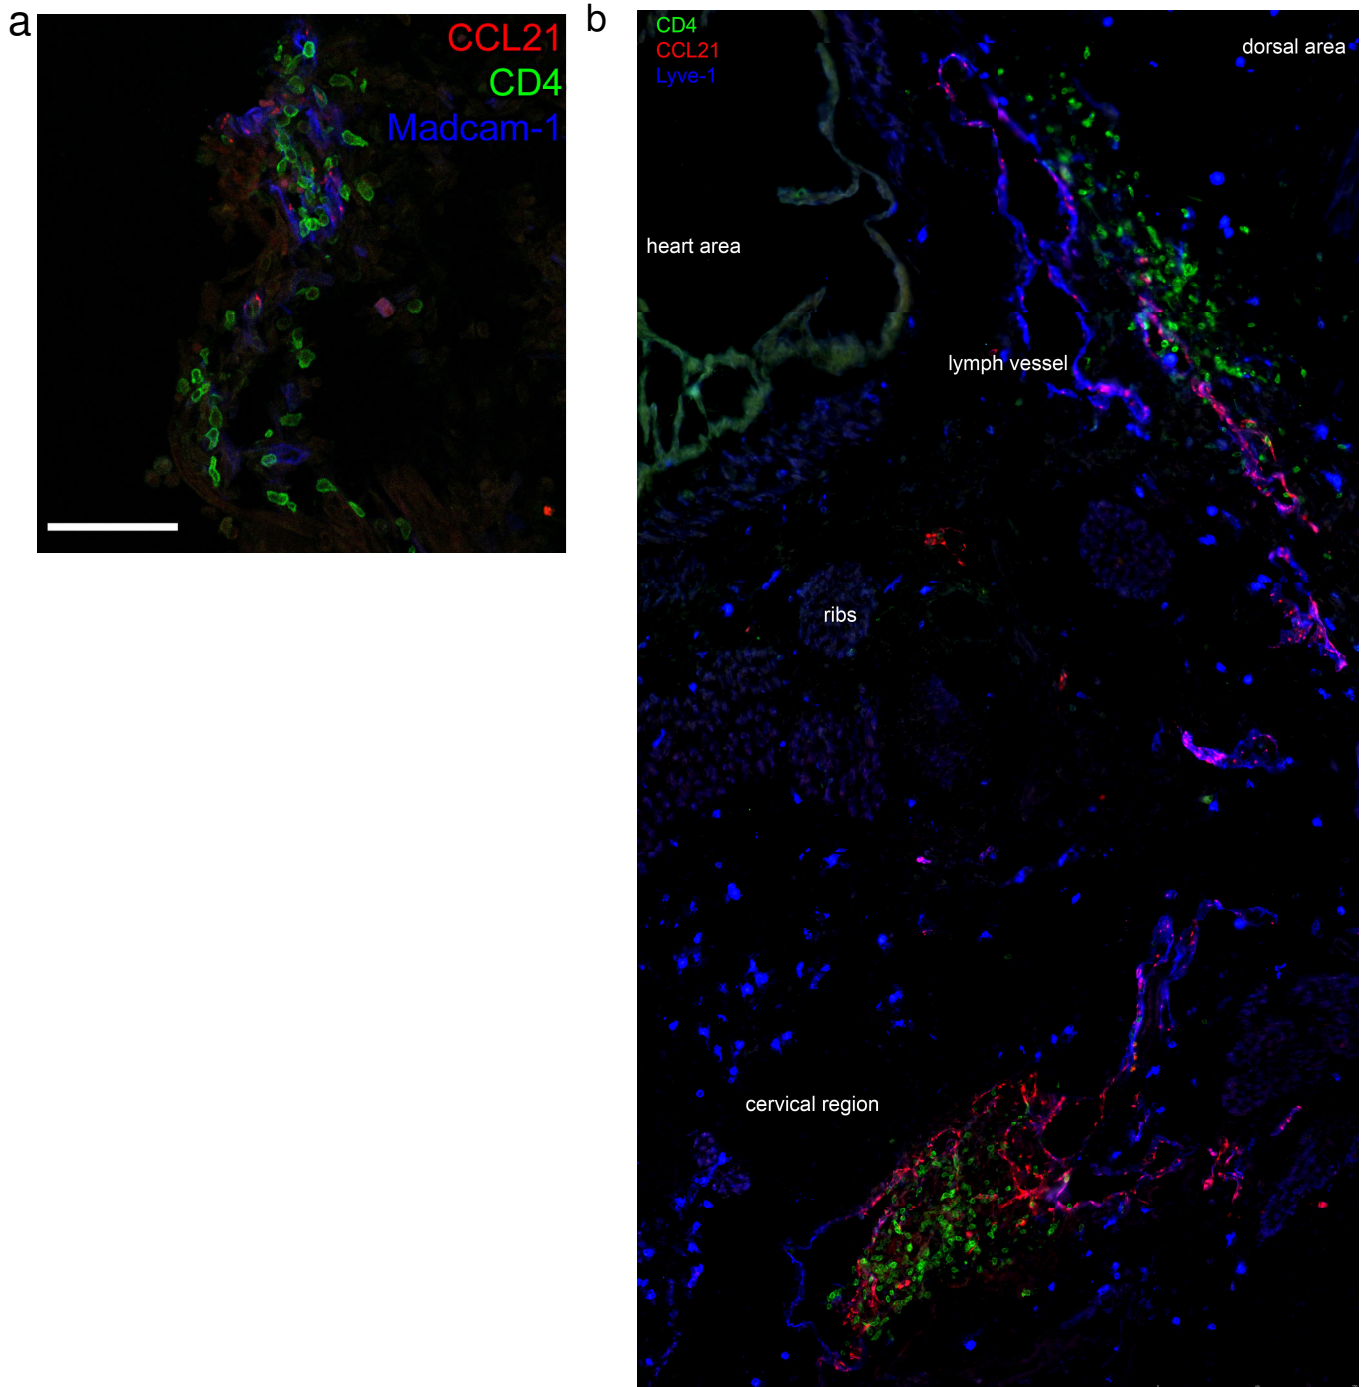 a
CCL21
CD4
Madcam-1
b
CD4
CCL21
Lyve-1
dorsal area
heart area
lymph vessel
ribs
cervical region